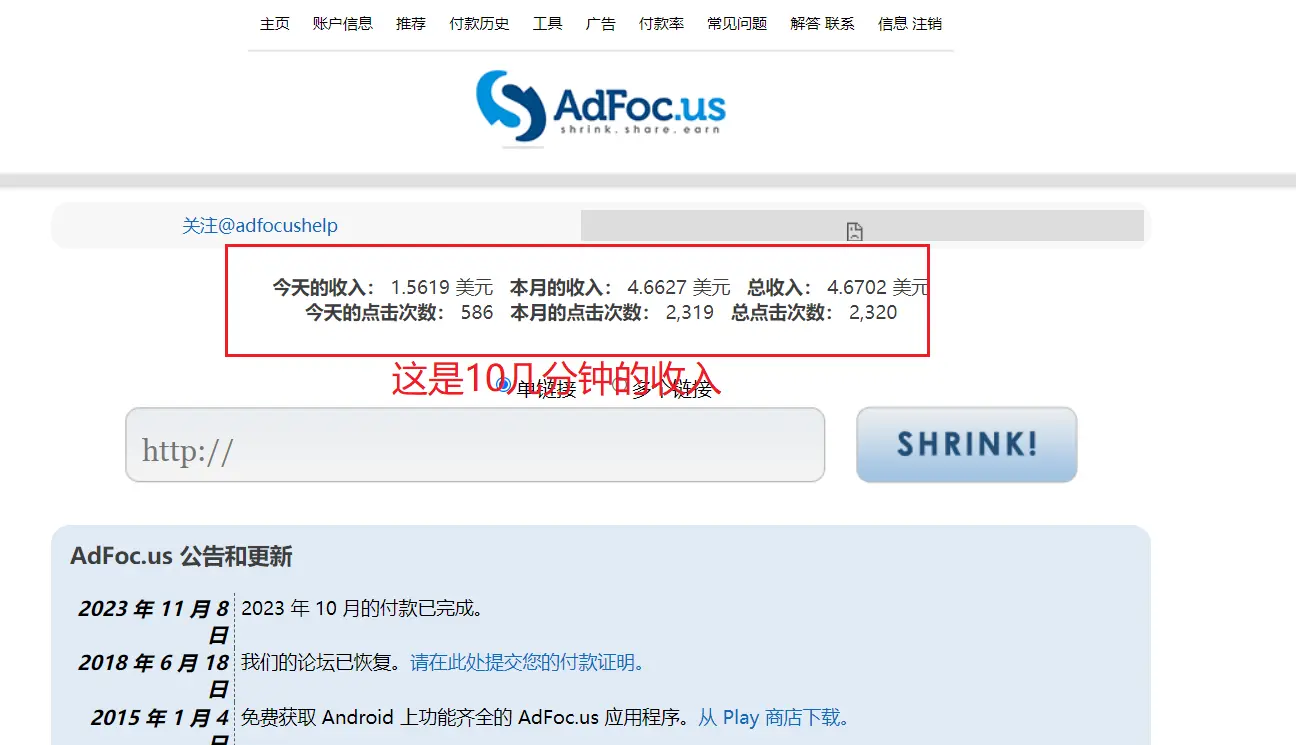 主页 账户信息 推荐 付款历史 工具 广告 付款率 常见问题 解答 联系 信息 注销
AdFoc.us
shrink. share. earn
关注@adfocushelp
今天的收入： 1.5619 美元 本月的收入： 4.6627 美元 总收入： 4.6702 美元
今天的点击次数： 586 本月的点击次数： 2,319 总点击次数： 2,320
这是10几分钟的收入
单链接 多个链接
http://
SHRINK!
AdFoc.us 公告和更新
2023 年 11 月 8 日 2023 年 10 月的付款已完成。
2018 年 6 月 18 日 我们的论坛已恢复。请在此处提交您的付款证明。
2015 年 1 月 4 日 免费获取 Android 上功能齐全的 AdFoc.us 应用程序。从 Play 商店下载。